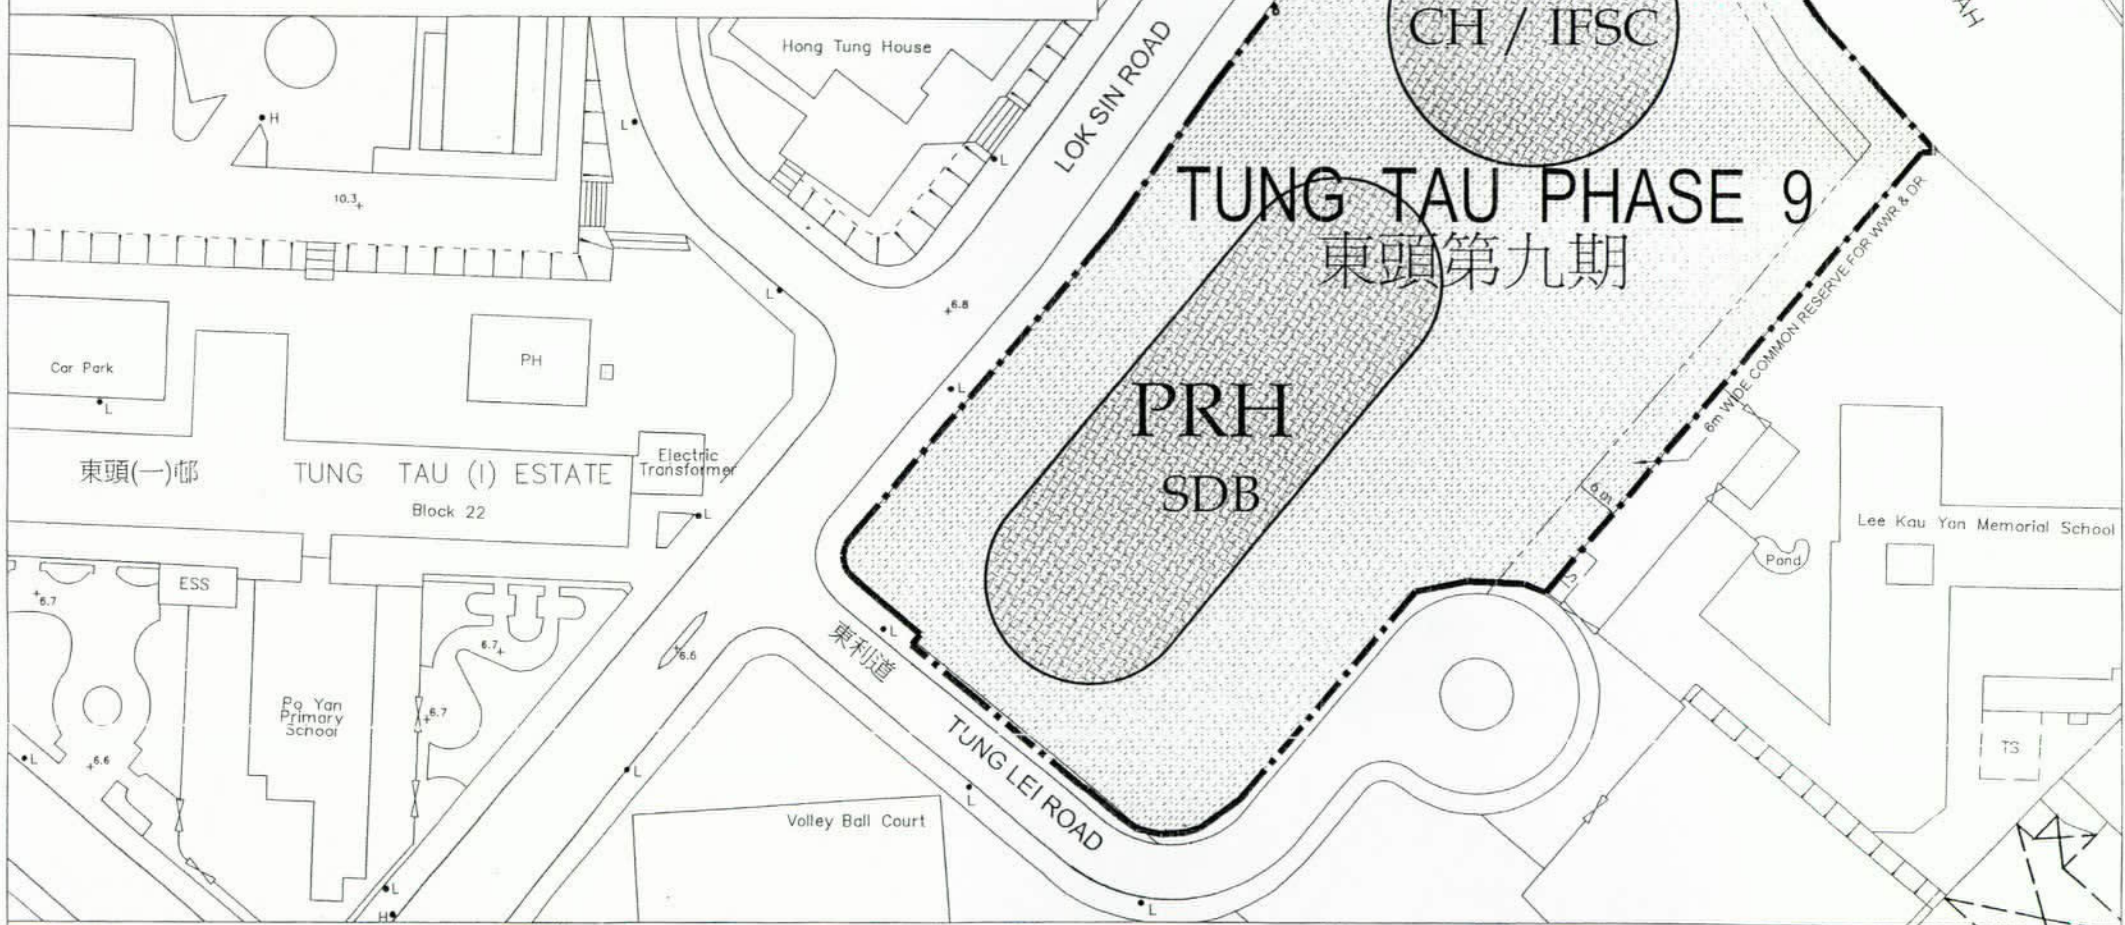 CH / IFSC
AH
Hong Tung House
LOK SIN ROAD
H
L
L
10.3
TUNG TAU PHASE 9
東頭第九期
L
6.8
PH
Car Park
L
L
6m WIDE COMMON RESERVE FOR WWR & DR
PRH
SDB
東頭(一)邨
TUNG TAU (I) ESTATE
Electric
Transformer
Block 22
L
6 m
Lee Kau Yan Memorial School
Pond
ESS
6.7
6.7
6.6
L
東利道
Po Yan
Primary
School
6.7
6.6
L
L
TUNG LEI ROAD
L
TS
Volley Ball Court
L
H
L